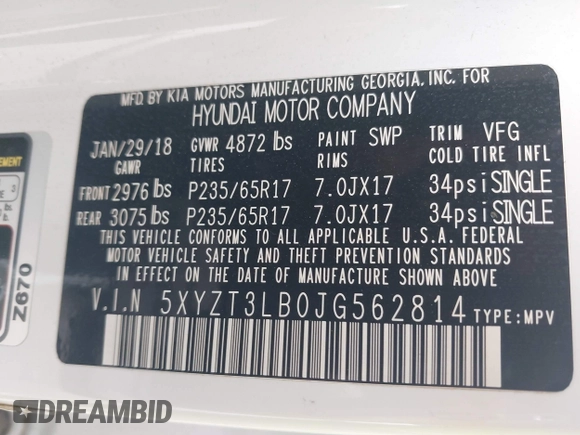 MFG. BY KIA MOTORS MANUFACTURING GEORGIA, INC. FOR
HYUNDAI MOTOR COMPANY
JAN/29/18 GVWR 4872 lbs PAINT SWP TRIM VFG
GAWR TIRES RIMS COLD TIRE INFL
FRONT 2976 lbs P235/65R17 7.0JX17 34psi SINGLE
REAR 3075 lbs P235/65R17 7.0JX17 34psi SINGLE
THIS VEHICLE CONFORMS TO ALL APPLICABLE U.S.A. FEDERAL
MOTOR VEHICLE SAFETY AND THEFT PREVENTION STANDARDS
IN EFFECT ON THE DATE OF MANUFACTURE SHOWN ABOVE.
V.I.N 5XYZT3LB0JG562814 TYPE:MPV
Z670
DREAMBID